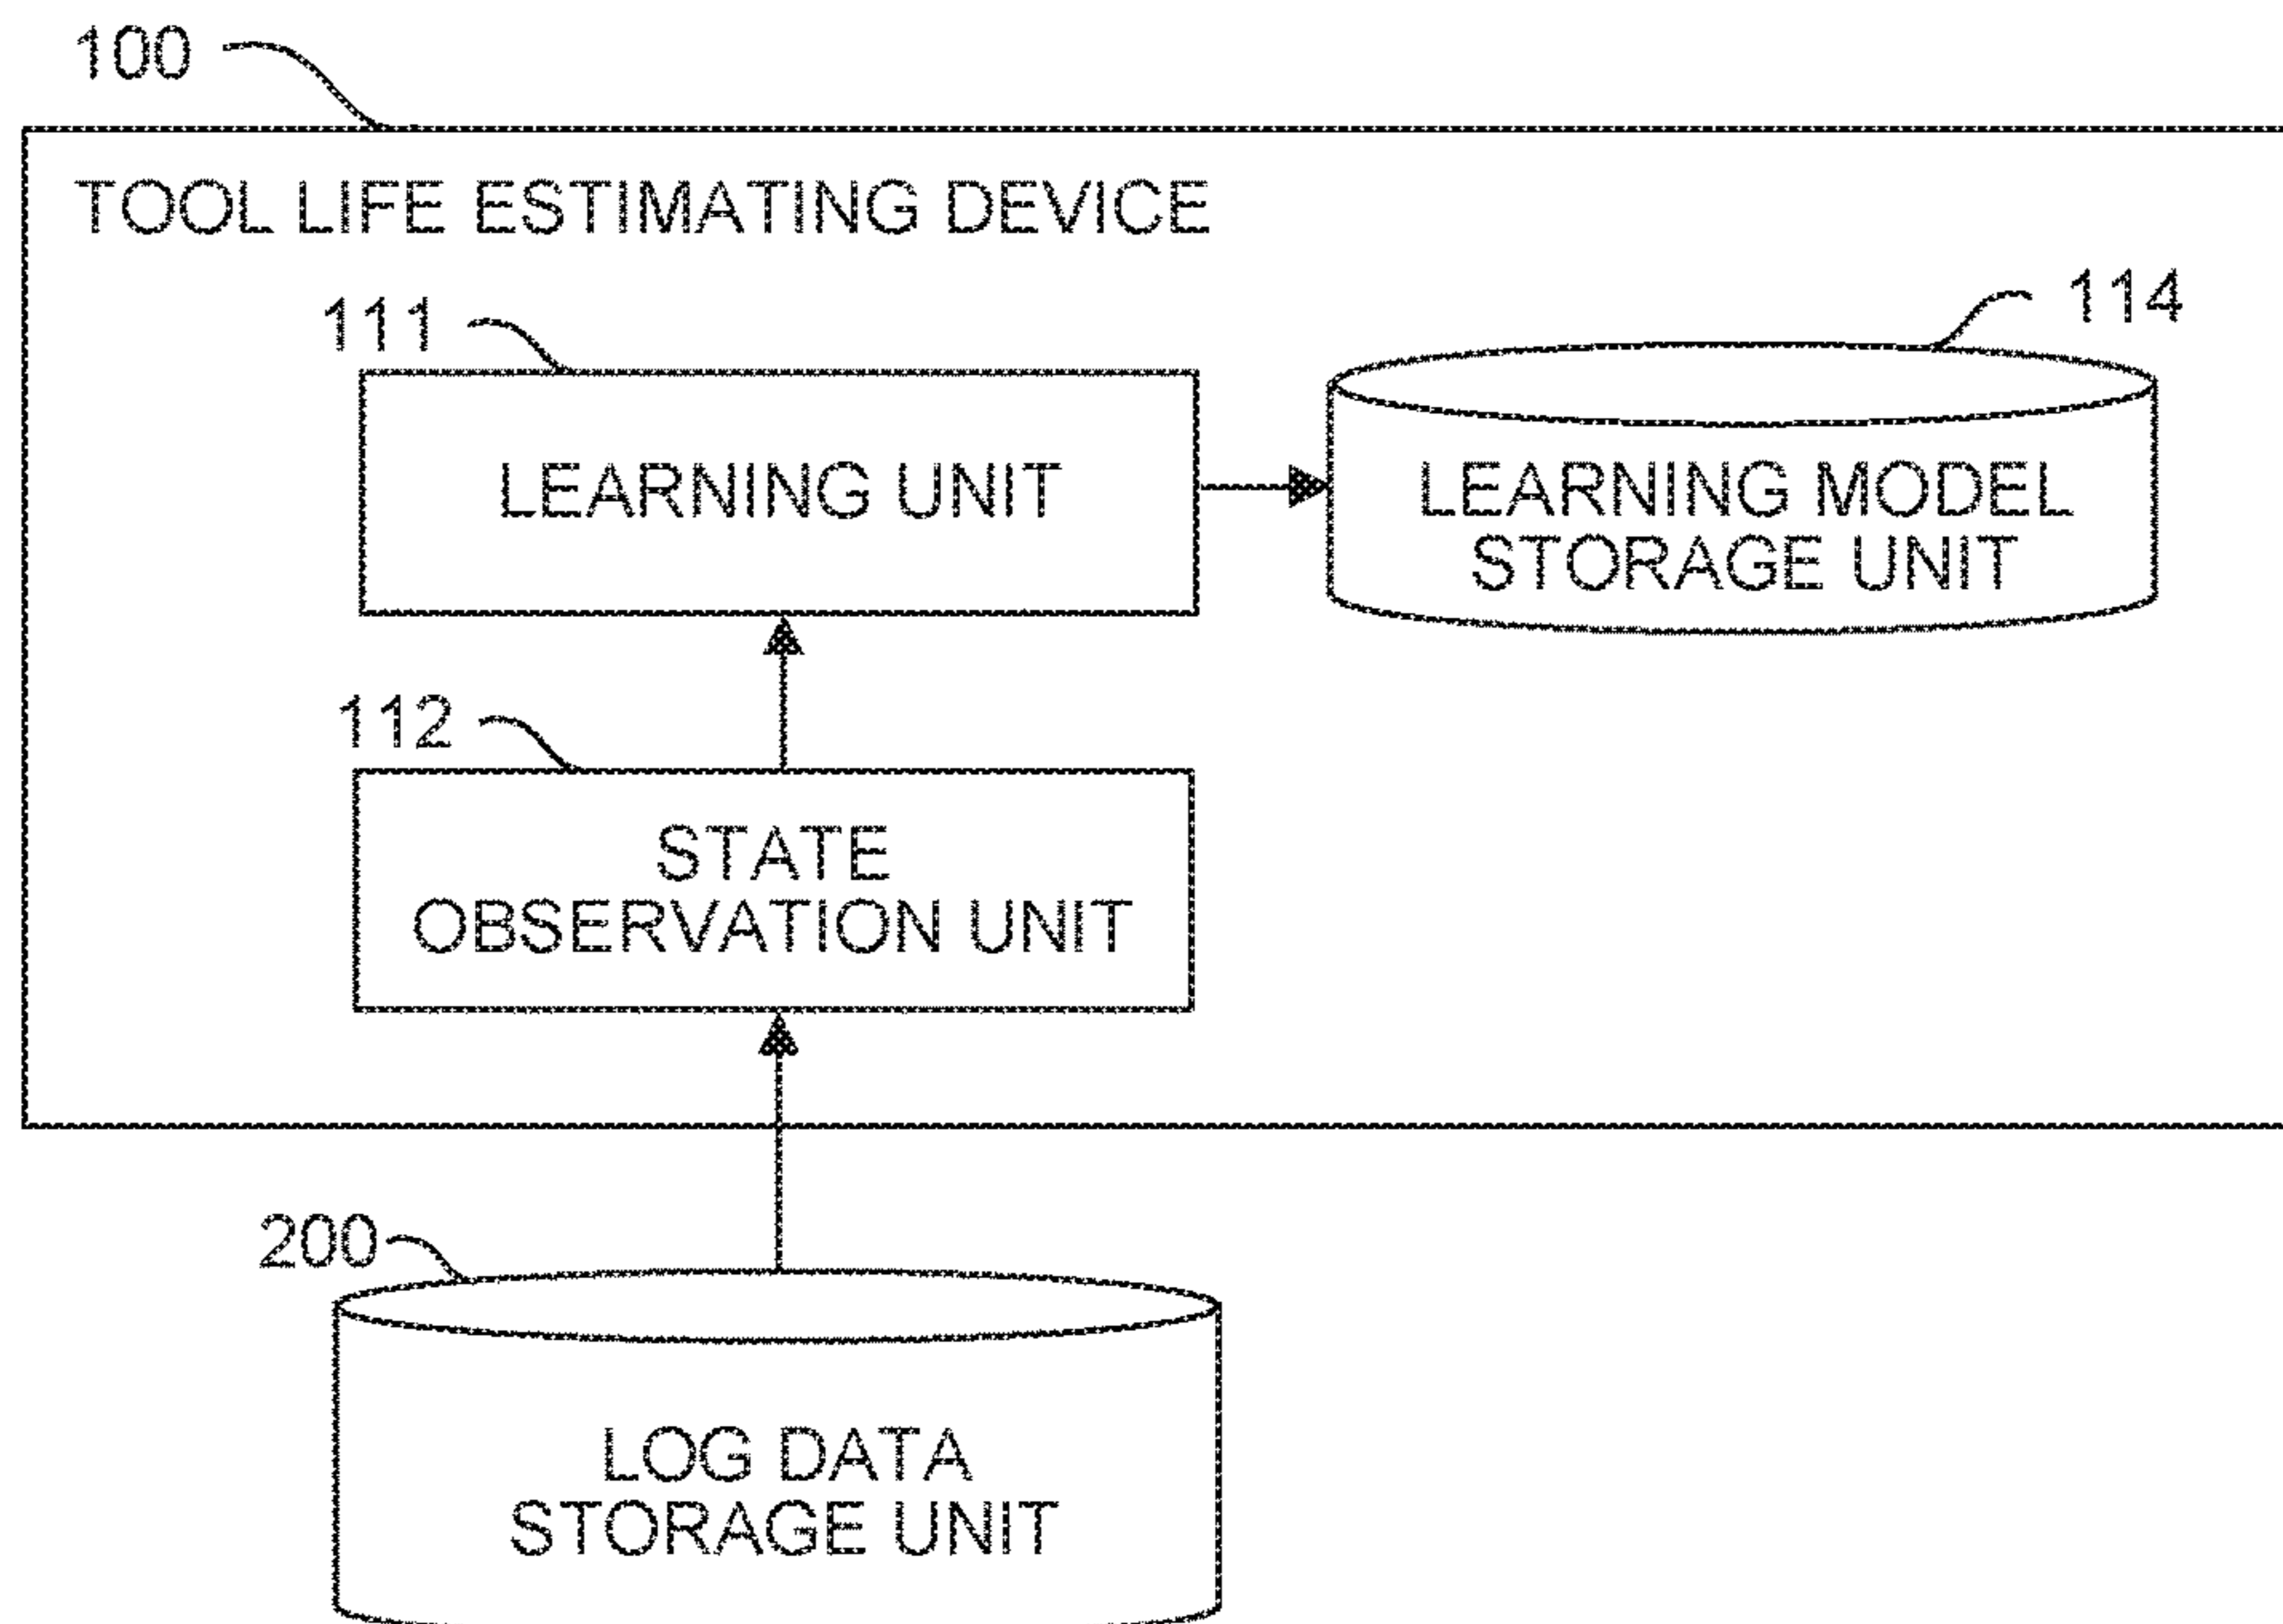 100
TOOL LIFE ESTIMATING DEVICE
111
114
LEARNING UNIT
LEARNING MODEL
STORAGE UNIT
112
STATE
OBSERVATION UNIT
200
LOG DATA
STORAGE UNIT